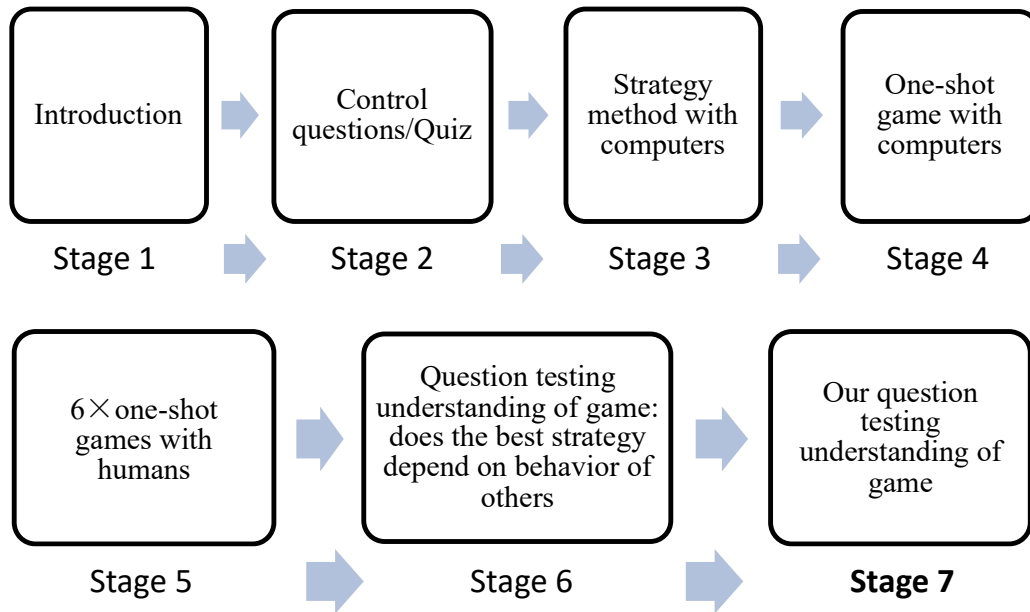 Introduction
Control
questions/Quiz
Strategy
method with
computers
One-shot
game with
computers
Stage 1
Stage 2
Stage 3
Stage 4
6×one-shot
games with
humans
Question testing
understanding of game:
does the best strategy
depend on behavior of
others
Our question
testing
understanding of
game
Stage 5
Stage 6
Stage 7